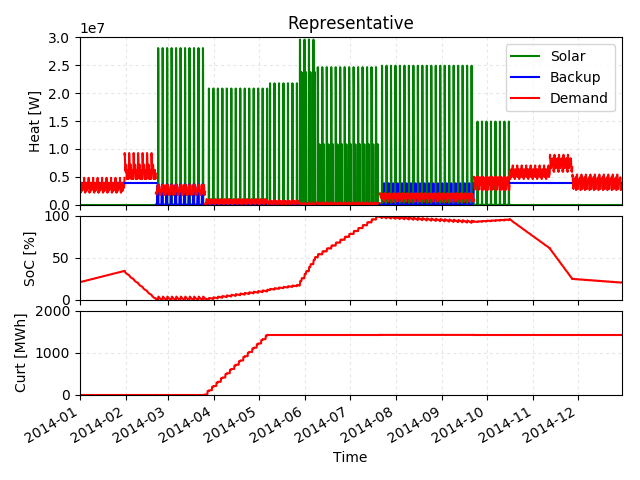 Representative
1e7
3.0
2.5
2.0
1.5
1.0
0.5
0.0
Heat [W]
Solar
Backup
Demand
100
50
0
SoC [%]
2000
1000
0
Curt [MWh]
2014-01
2014-02
2014-03
2014-04
2014-05
2014-06
2014-07
2014-08
2014-09
2014-10
2014-11
2014-12
Time